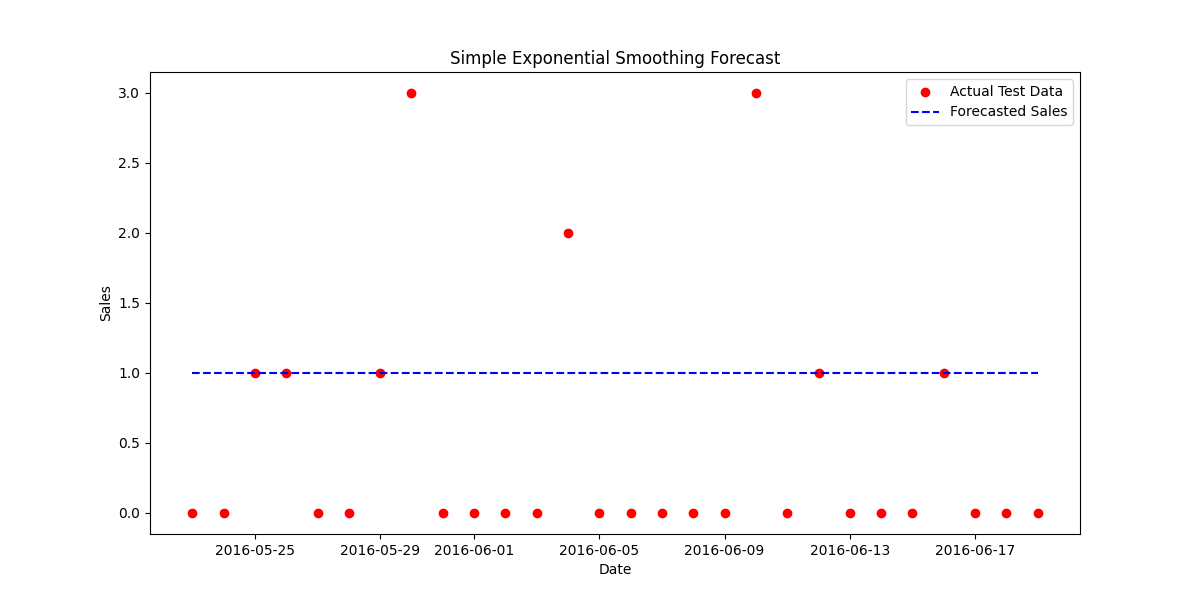 Simple Exponential Smoothing Forecast
Actual Test Data
Forecasted Sales
3.0
2.5
2.0
1.5
1.0
0.5
0.0
Sales
2016-05-25
2016-05-29
2016-06-01
2016-06-05
2016-06-09
2016-06-13
2016-06-17
Date